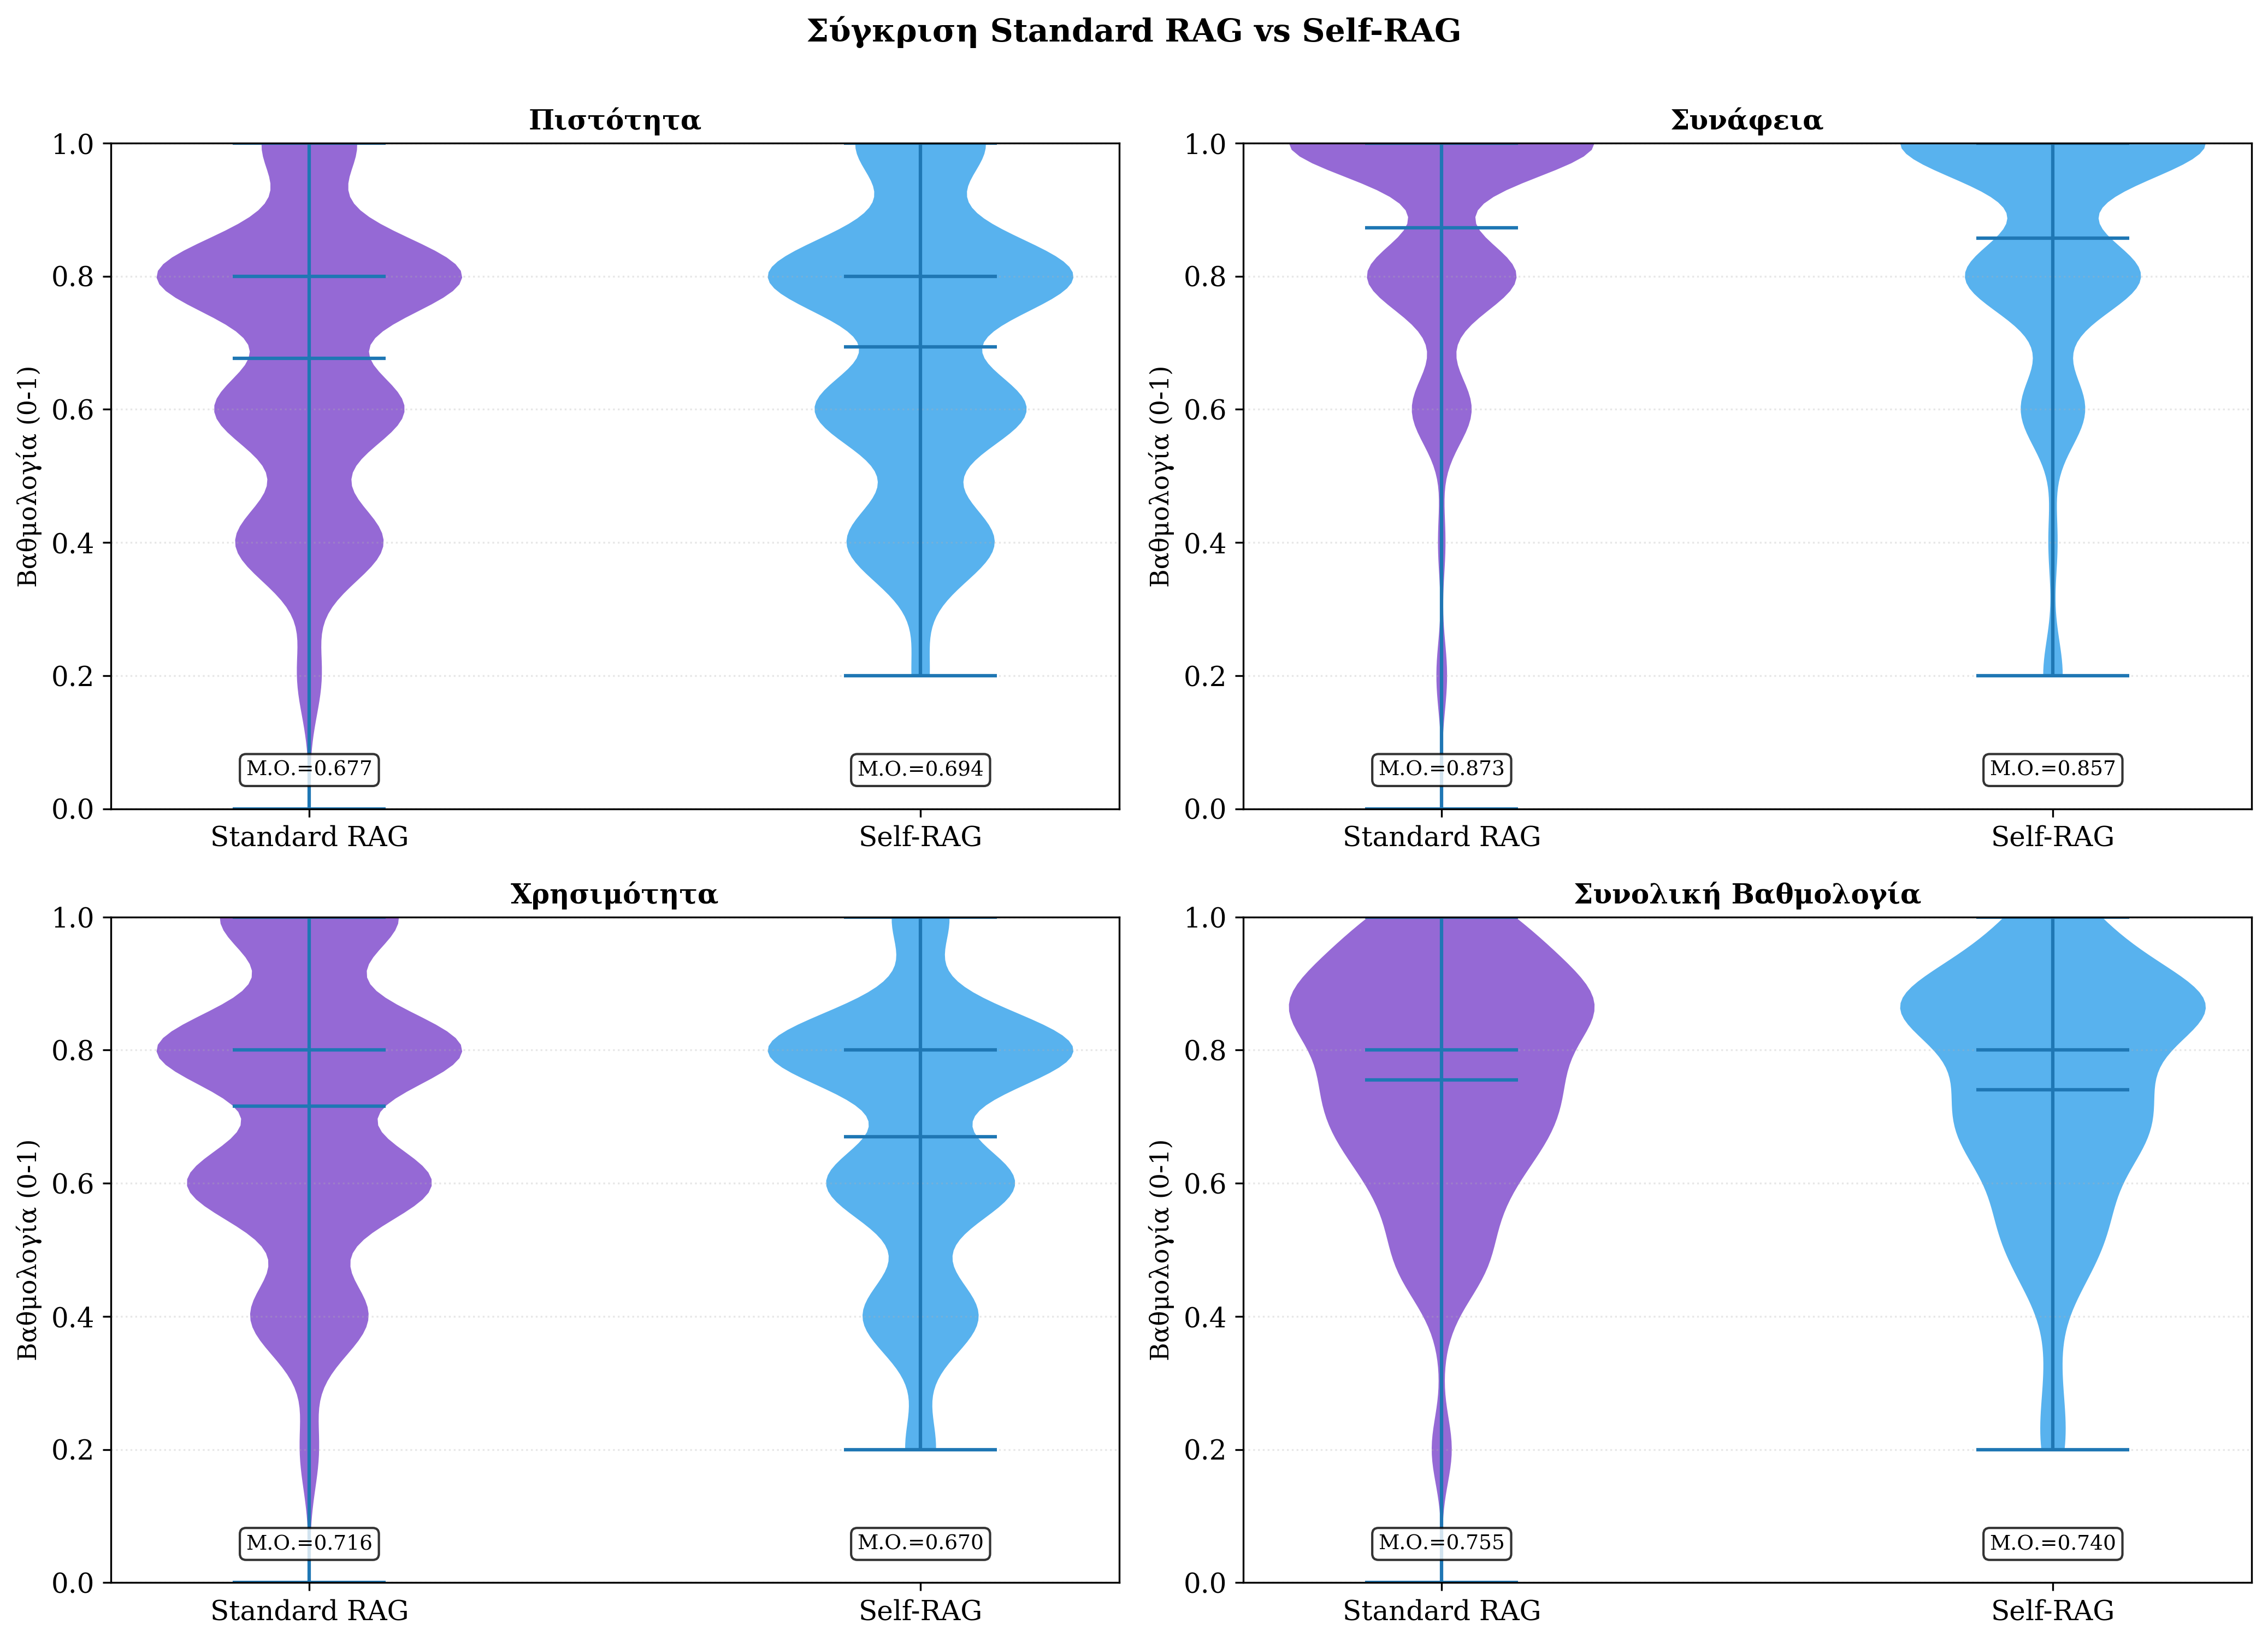 Σύγκριση Standard RAG vs Self-RAG
Πιστότητα
Βαθμολογία (0-1)
1.0
0.8
0.6
0.4
0.2
0.0
M.O.=0.677
M.O.=0.694
Standard RAG
Self-RAG
Συνάφεια
Βαθμολογία (0-1)
1.0
0.8
0.6
0.4
0.2
0.0
M.O.=0.873
M.O.=0.857
Standard RAG
Self-RAG
Χρησιμότητα
Βαθμολογία (0-1)
1.0
0.8
0.6
0.4
0.2
0.0
M.O.=0.716
M.O.=0.670
Standard RAG
Self-RAG
Συνολική Βαθμολογία
Βαθμολογία (0-1)
1.0
0.8
0.6
0.4
0.2
0.0
M.O.=0.755
M.O.=0.740
Standard RAG
Self-RAG